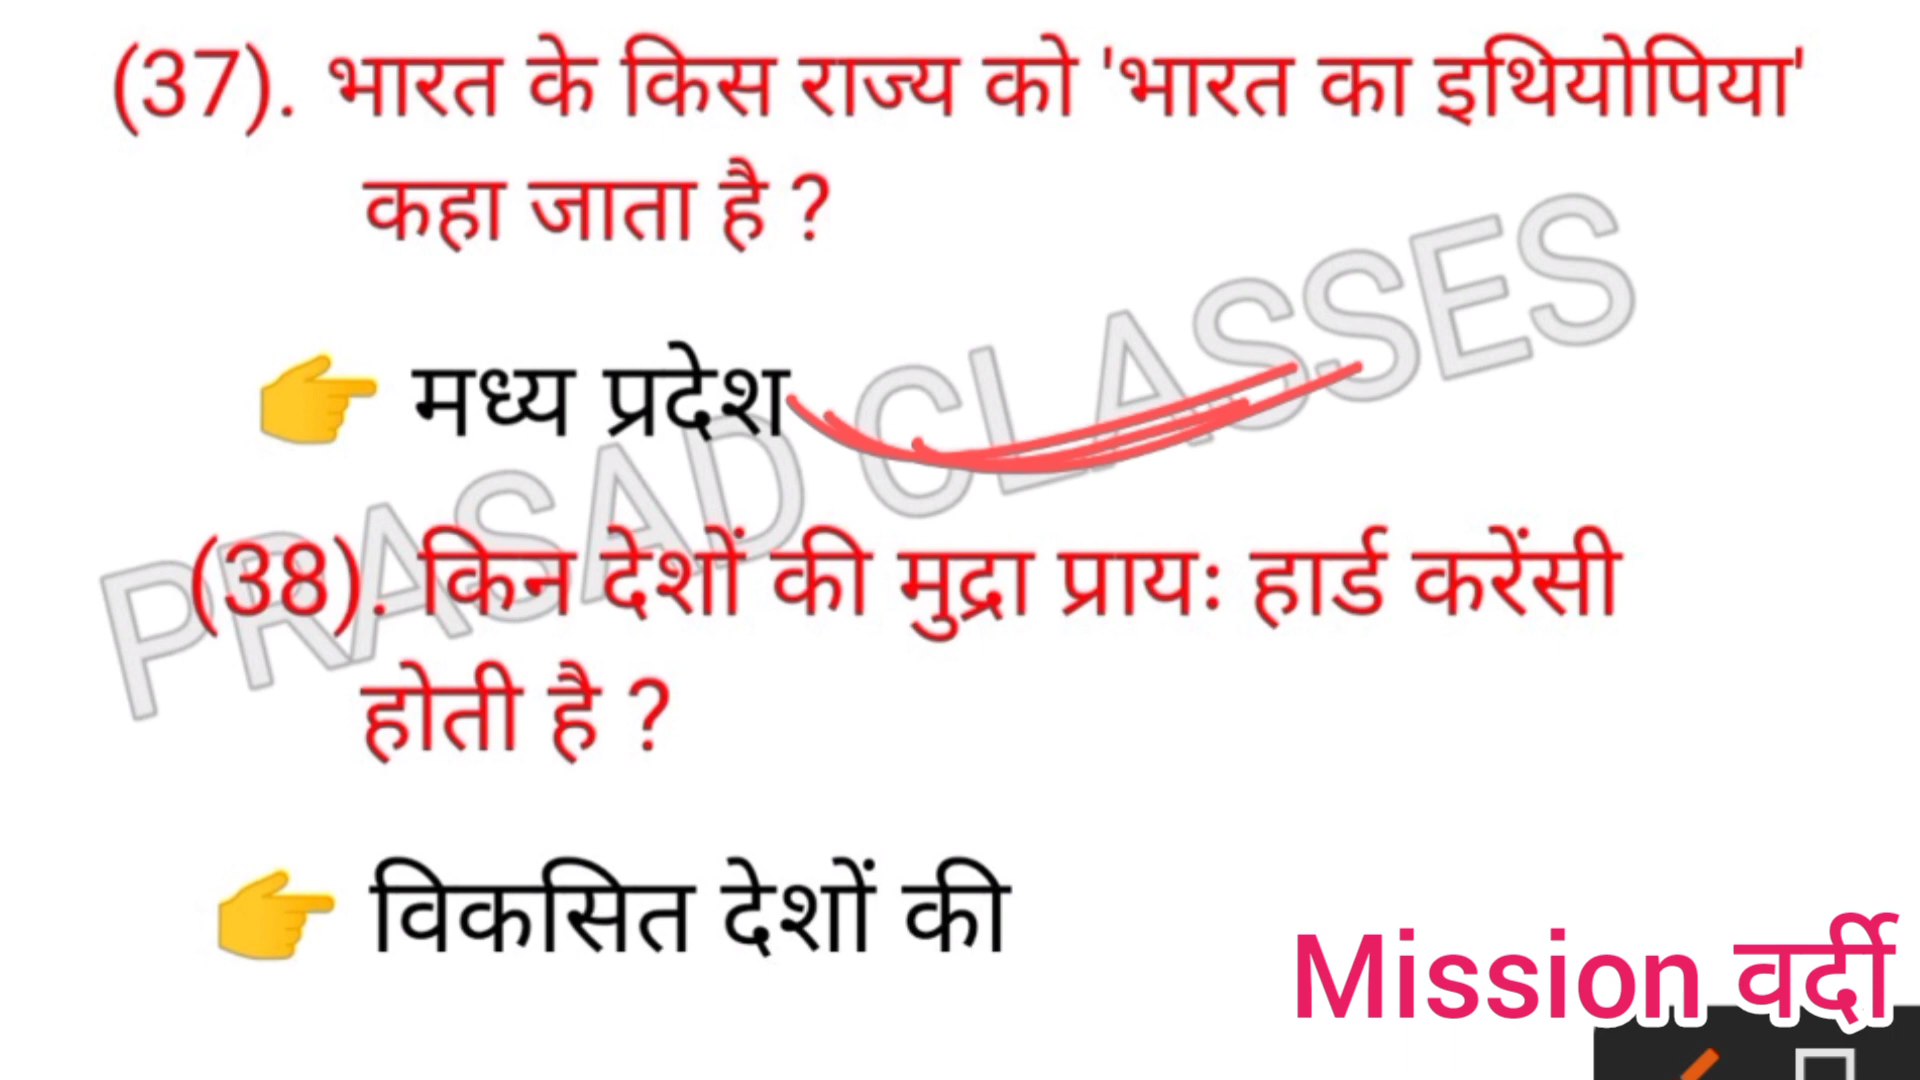 (37). भारत के किस राज्य को 'भारत का इथियोपिया'
कहा जाता है ?
👉 मध्य प्रदेश
PRASAD CLASSES
(38). किन देशों की मुद्रा प्रायः हार्ड करेंसी
होती है ?
👉 विकसित देशों की
Mission वर्दी